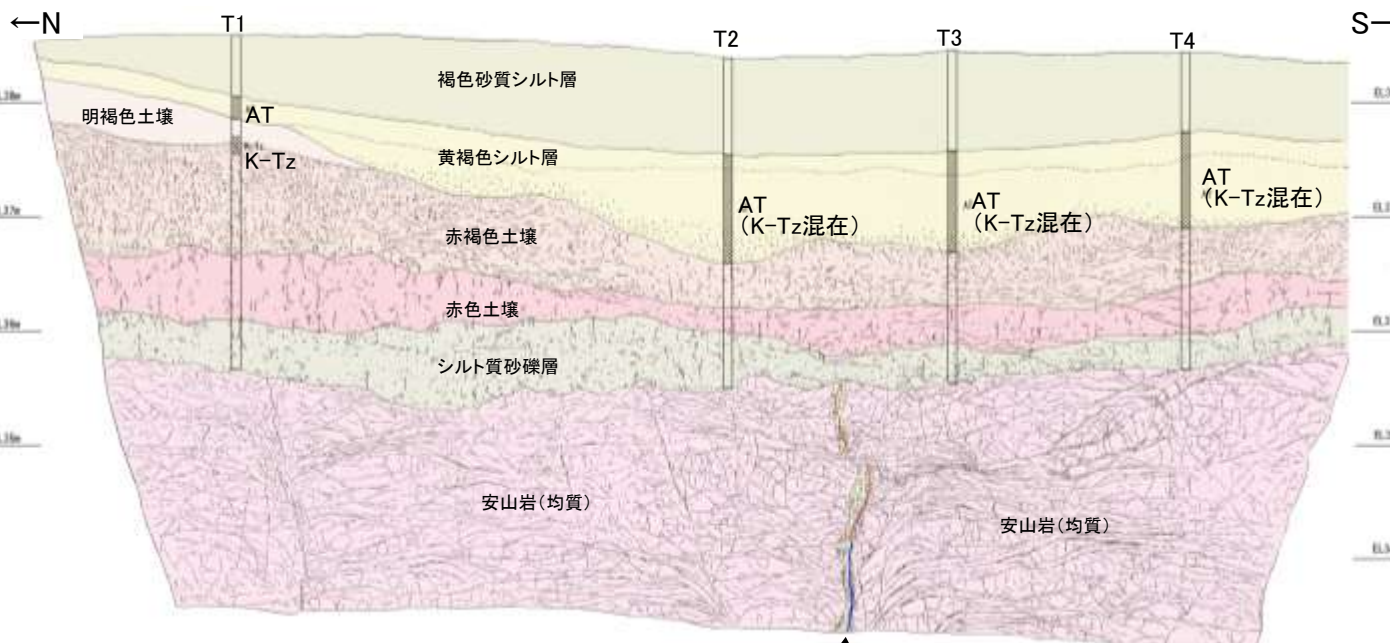 ←N
S
T1
T2
T3
T4
褐色砂質シルト層
明褐色土壌
AT
K-Tz
黄褐色シルト層
AT
(K-Tz混在)
AT
(K-Tz混在)
AT
(K-Tz混在)
赤褐色土壌
赤色土壌
シルト質砂礫層
安山岩(均質)
安山岩(均質)